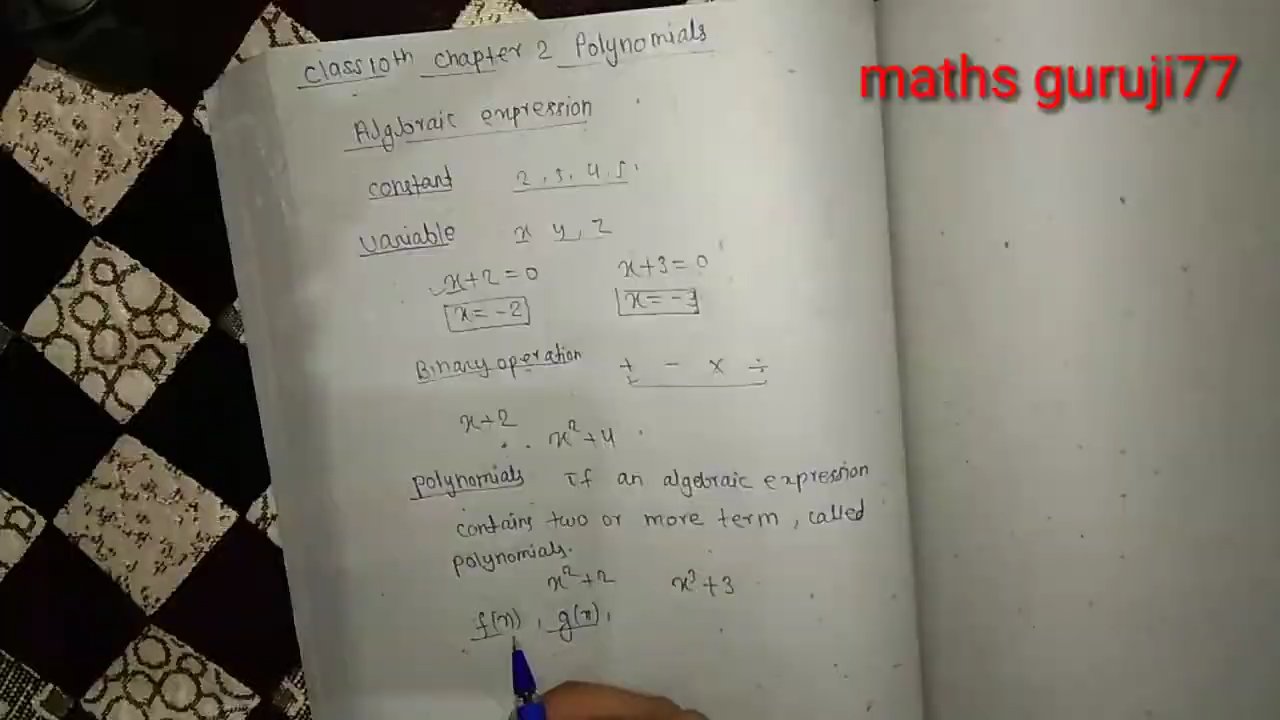 class 10th chapter 2 Polynomials
maths guruji77
Algebraic expression
constant 2, 3, 4, 5
variable x y, z
x+2=0 x+3=0
x=-2 x=-3
Binary operation + - × ÷
x+2
x²+4
polynomials If an algebraic expression
contains two or more term, called
polynomials.
x²+2 x³+3
f(x), g(x),